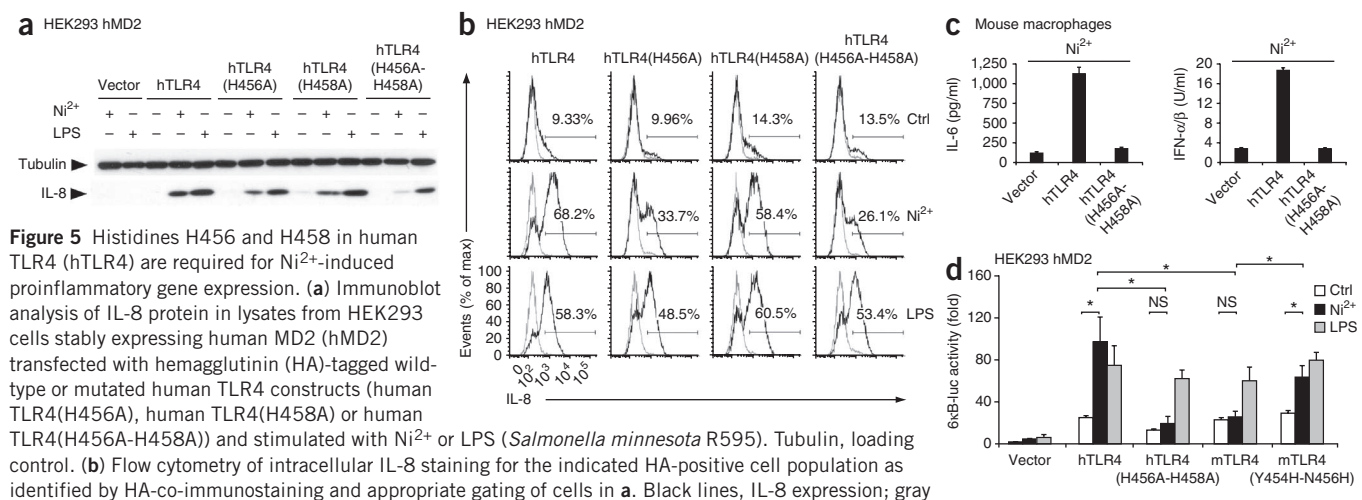 a HEK293 hMD2
Vector hTLR4 hTLR4 (H456A) hTLR4 (H458A) hTLR4 (H456A- H458A)
Ni2+ + – – + – – + – – + – – + –
LPS – + – – + – – + – – + – – +
Tubulin
IL-8
Figure 5 Histidines H456 and H458 in human
TLR4 (hTLR4) are required for Ni2+-induced
proinflammatory gene expression. (a) Immunoblot
analysis of IL-8 protein in lysates from HEK293
cells stably expressing human MD2 (hMD2)
transfected with hemagglutinin (HA)-tagged wild-
type or mutated human TLR4 constructs (human
TLR4(H456A), human TLR4(H458A) or human
TLR4(H456A-H458A)) and stimulated with Ni2+ or LPS (Salmonella minnesota R595). Tubulin, loading
control. (b) Flow cytometry of intracellular IL-8 staining for the indicated HA-positive cell population as
identified by HA-co-immunostaining and appropriate gating of cells in a. Black lines, IL-8 expression; gray
b HEK293 hMD2
hTLR4 hTLR4(H456A) hTLR4(H458A) hTLR4 (H456A-H458A)
9.33% 9.96% 14.3% 13.5% Ctrl
68.2% 33.7% 58.4% 26.1% Ni2+
58.3% 48.5% 60.5% 53.4% LPS
Events (% of max)
100
80
60
40
20
0
0 102 103 104 105
IL-8
c Mouse macrophages
Ni2+
IL-6 (pg/ml)
1,250
1,000
750
500
250
0
Vector hTLR4 hTLR4 (H456A- H458A)
Ni2+
IFN-α/β (U/ml)
20
16
12
8
4
0
Vector hTLR4 hTLR4 (H456A- H458A)
d HEK293 hMD2
6κB-luc activity (fold)
160
120
80
40
0
* * *
* NS NS *
Ctrl
Ni2+
LPS
Vector hTLR4 hTLR4 (H456A-H458A) mTLR4 mTLR4 (Y454H-N456H)